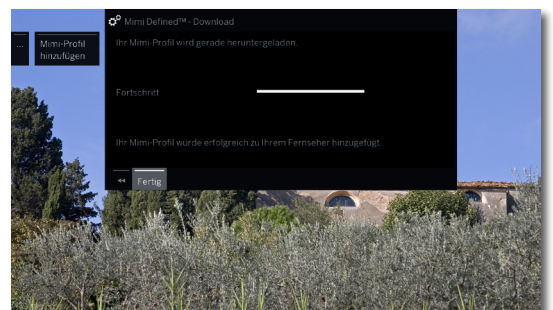 Mimi Defined™ - Download
...
Mimi-Profil
hinzufügen
Ihr Mimi-Profil wird gerade heruntergeladen.
Fortschritt
Ihr Mimi-Profil wurde erfolgreich zu Ihrem Fernseher hinzugefügt.
Fertig